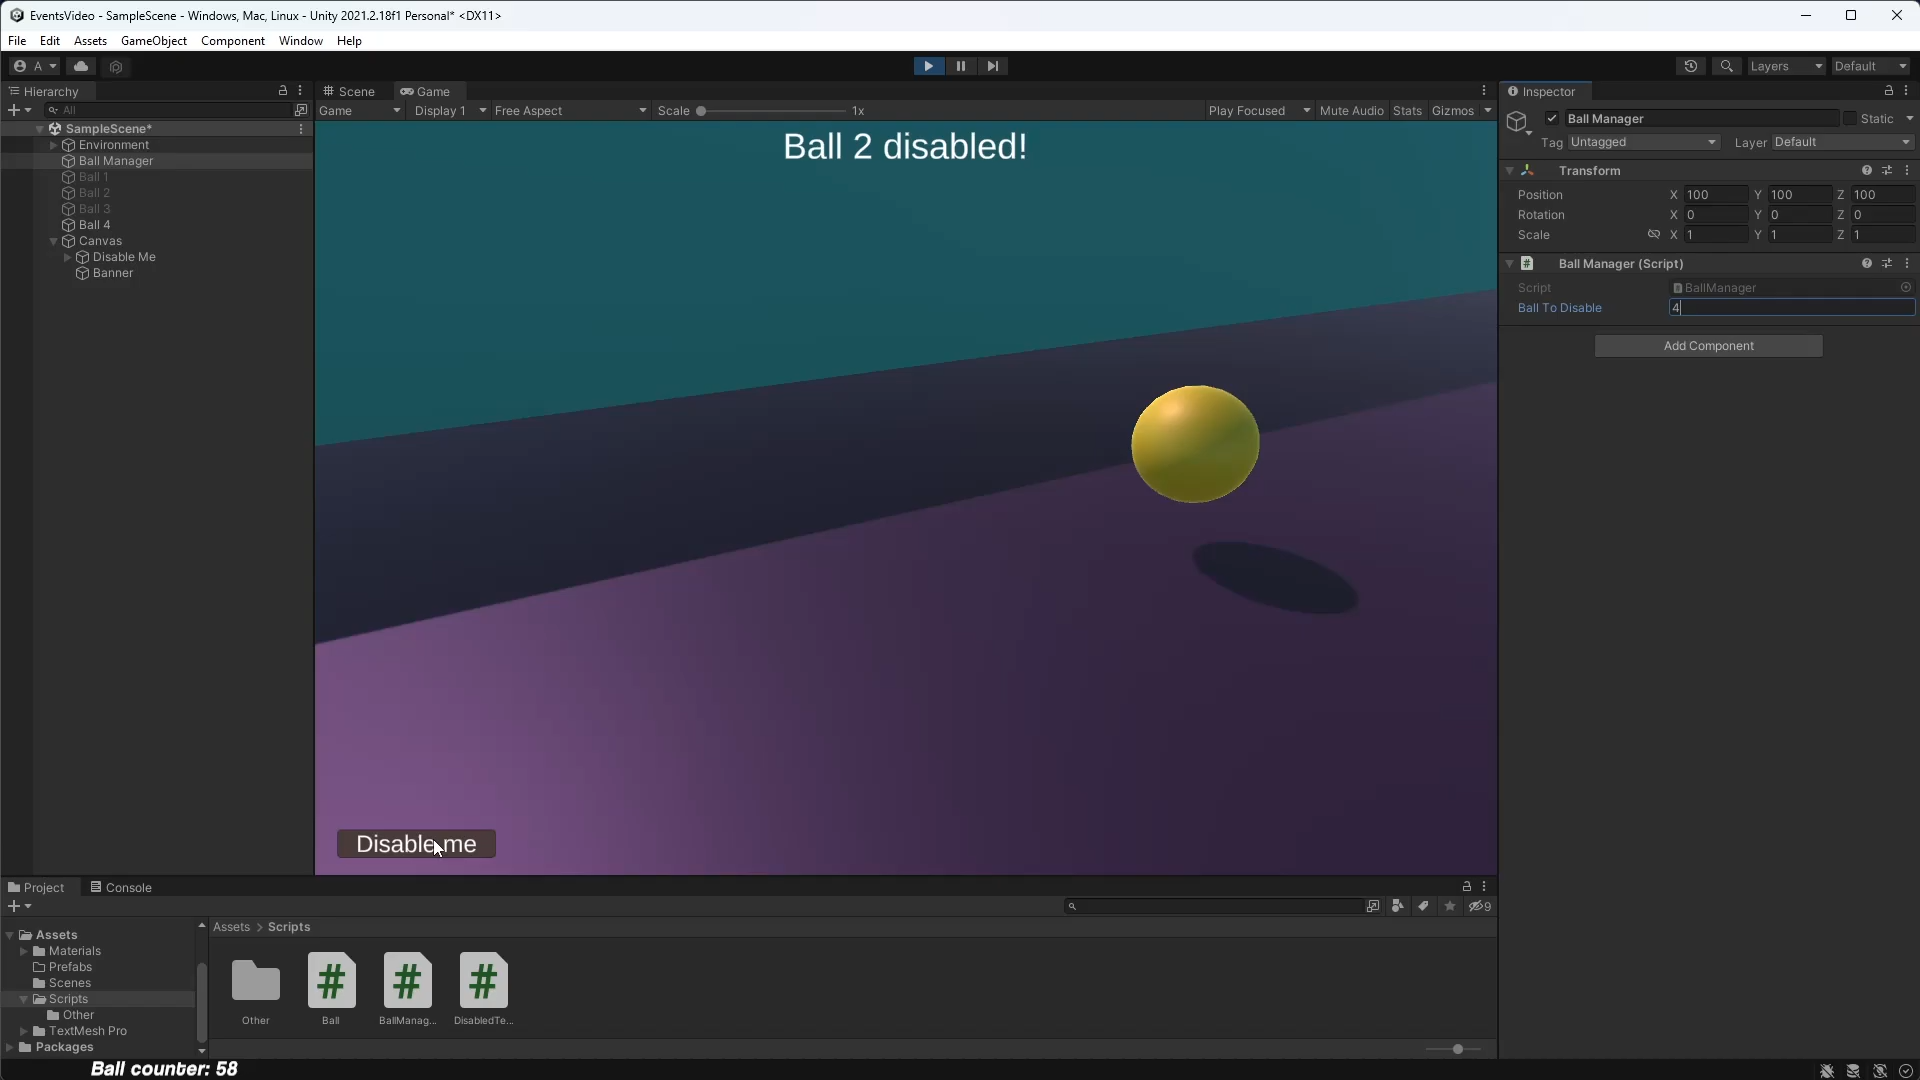 EventsVideo - SampleScene - Windows, Mac, Linux - Unity 2021.2.18f1 Personal* <DX11>
File Edit Assets GameObject Component Window Help
A Layers Default
Hierarchy
All
SampleScene*
Environment
Ball Manager
Ball 1
Ball 2
Ball 3
Ball 4
Canvas
Disable Me
Banner
Scene Game
Game Display 1 Free Aspect Scale 1x Play Focused Mute Audio Stats Gizmos
Ball 2 disabled!
Disable me
Inspector
Ball Manager Static
Tag Untagged Layer Default
Transform
Position X 100 Y 100 Z 100
Rotation X 0 Y 0 Z 0
Scale X 1 Y 1 Z 1
Ball Manager (Script)
Script BallManager
Ball To Disable 4
Add Component
Project Console
9
Assets
Materials
Prefabs
Scenes
Scripts
Other
TextMesh Pro
Packages
Assets > Scripts
Other Ball BallManag... DisabledTe...
Ball counter: 58